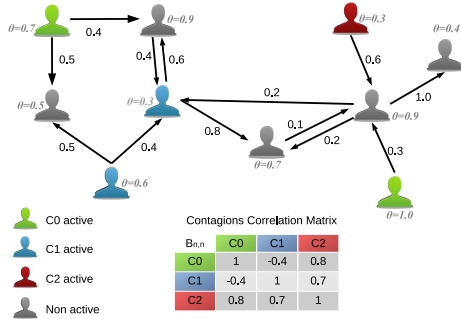 θ=0.7
0.4
θ=0.9
θ=0.3
θ=0.4
0.5
0.4
0.6
0.6
0.2
1.0
θ=0.5
θ=0.3
θ=0.9
0.8
0.1
0.2
0.5
0.4
θ=0.7
0.3
θ=0.6
θ=1.0
C0 active
C1 active
C2 active
Non active
Contagions Correlation Matrix
Bn,n C0 C1 C2
C0 1 -0.4 0.8
C1 -0.4 1 0.7
C2 0.8 0.7 1